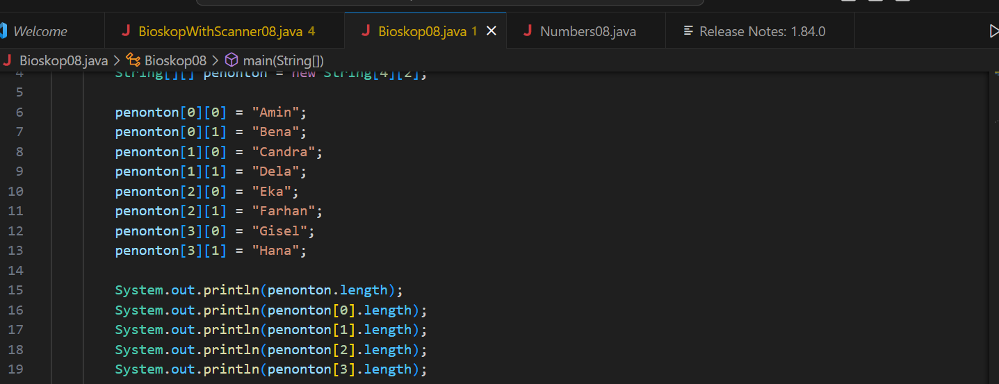 Welcome J BioskopWithScanner08.java 4 J Bioskop08.java 1 J Numbers08.java Release Notes: 1.84.0
J Bioskop08.java > Bioskop08 > main(String[])
4 String[][] penonton = new String[4][2];
5
6 penonton[0][0] = "Amin";
7 penonton[0][1] = "Bena";
8 penonton[1][0] = "Candra";
9 penonton[1][1] = "Dela";
10 penonton[2][0] = "Eka";
11 penonton[2][1] = "Farhan";
12 penonton[3][0] = "Gisel";
13 penonton[3][1] = "Hana";
14
15 System.out.println(penonton.length);
16 System.out.println(penonton[0].length);
17 System.out.println(penonton[1].length);
18 System.out.println(penonton[2].length);
19 System.out.println(penonton[3].length);